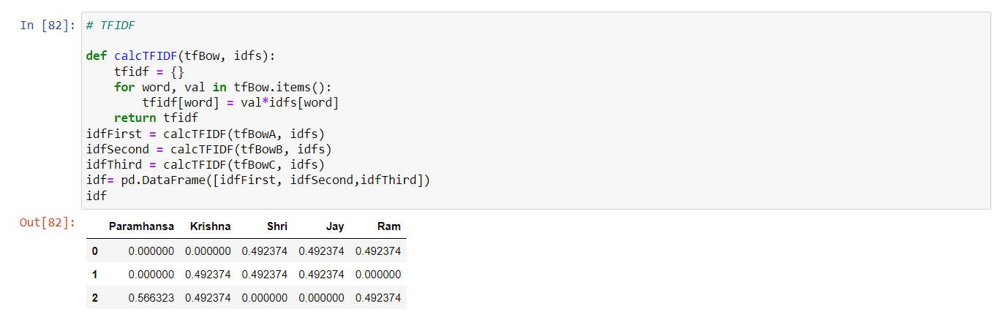 In [82]: # TFIDF
def calcTFIDF(tfBow, idfs):
    tfidf = {}
    for word, val in tfBow.items():
        tfidf[word] = val*idfs[word]
    return tfidf
idfFirst = calcTFIDF(tfBowA, idfs)
idfSecond = calcTFIDF(tfBowB, idfs)
idfThird = calcTFIDF(tfBowC, idfs)
idf= pd.DataFrame([idfFirst, idfSecond,idfThird])
idf
Out[82]:
Paramhansa Krishna Shri Jay Ram
0 0.000000 0.000000 0.492374 0.492374 0.492374
1 0.000000 0.492374 0.492374 0.492374 0.000000
2 0.566323 0.492374 0.000000 0.000000 0.492374